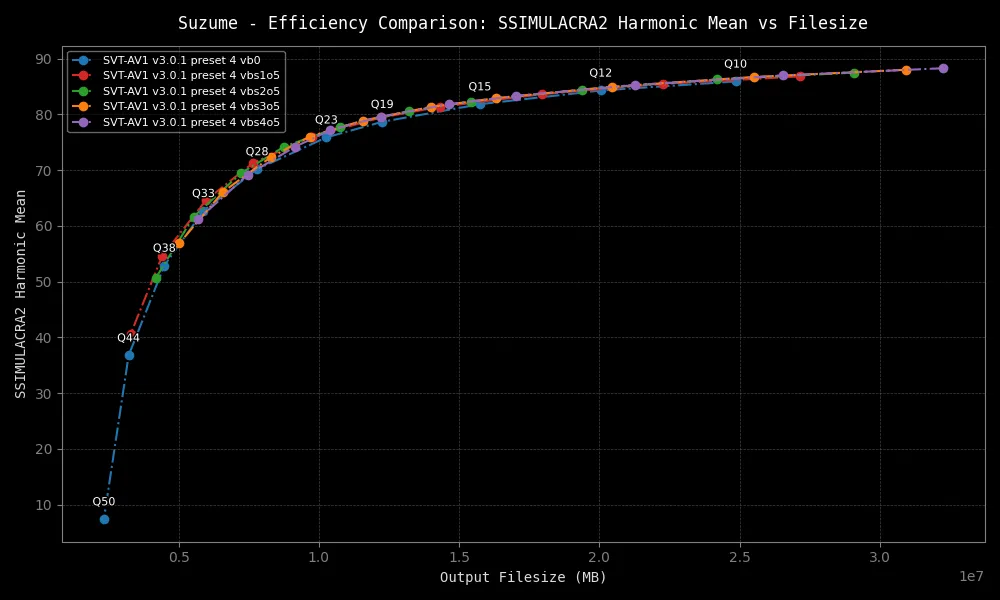 Suzume - Efficiency Comparison: SSIMULACRA2 Harmonic Mean vs Filesize
SVT-AV1 v3.0.1 preset 4 vb0
SVT-AV1 v3.0.1 preset 4 vbs1o5
SVT-AV1 v3.0.1 preset 4 vbs2o5
SVT-AV1 v3.0.1 preset 4 vbs3o5
SVT-AV1 v3.0.1 preset 4 vbs4o5
SSIMULACRA2 Harmonic Mean
90
80
70
60
50
40
30
20
10
Q10
Q12
Q15
Q19
Q23
Q28
Q33
Q38
Q44
Q50
0.5
1.0
1.5
2.0
2.5
3.0
1e7
Output Filesize (MB)